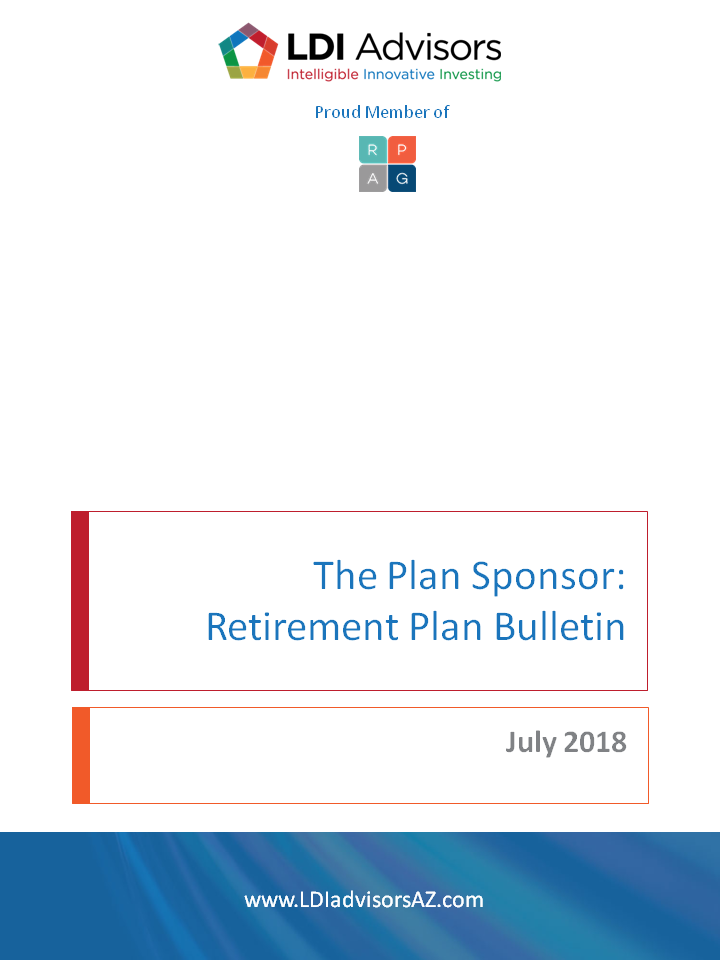 LDI Advisors
Intelligible Innovative Investing
Proud Member of
R P
A G
The Plan Sponsor:
Retirement Plan Bulletin
July 2018
www.LDIadvisorsAZ.com